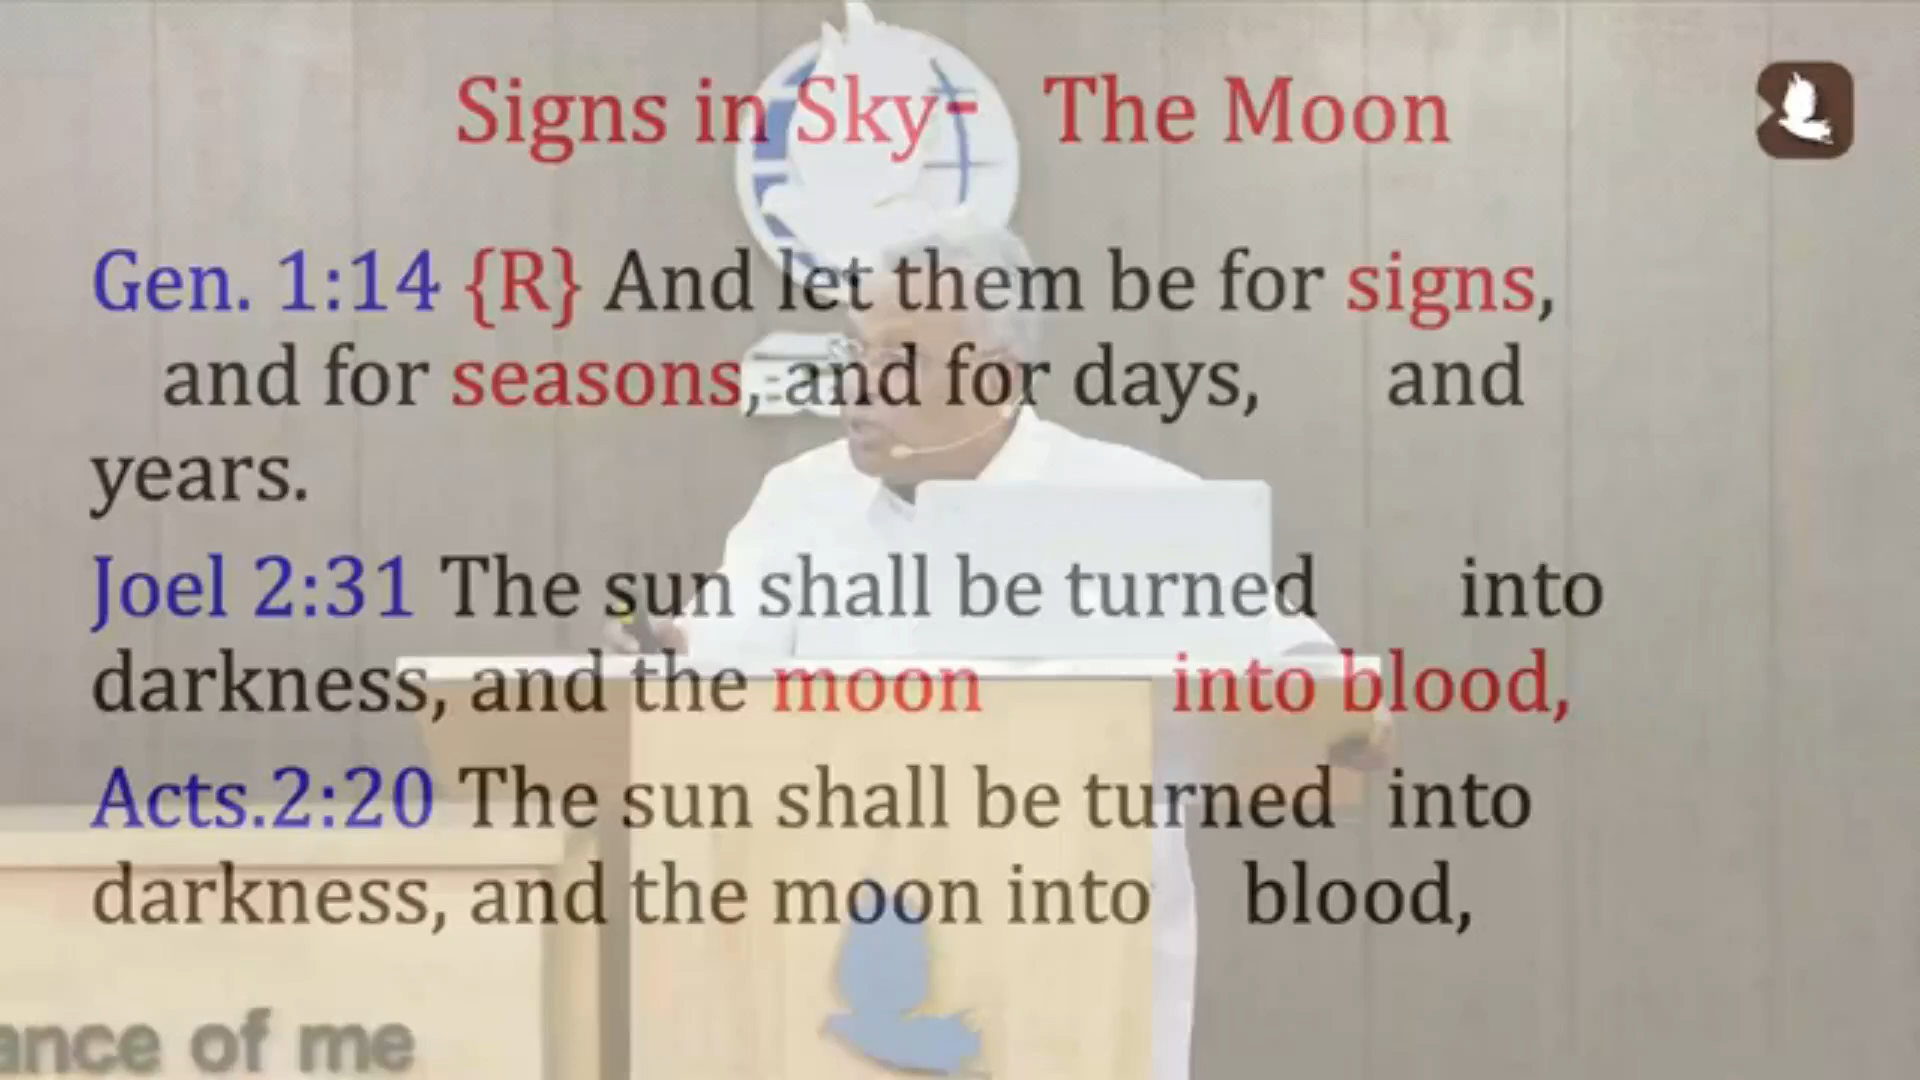 Signs in Sky- The Moon
Gen. 1:14 {R} And let them be for signs,
and for seasons, and for days, and
years.
Joel 2:31 The sun shall be turned into
darkness, and the moon into blood,
Acts.2:20 The sun shall be turned into
darkness, and the moon into blood,
ance of me